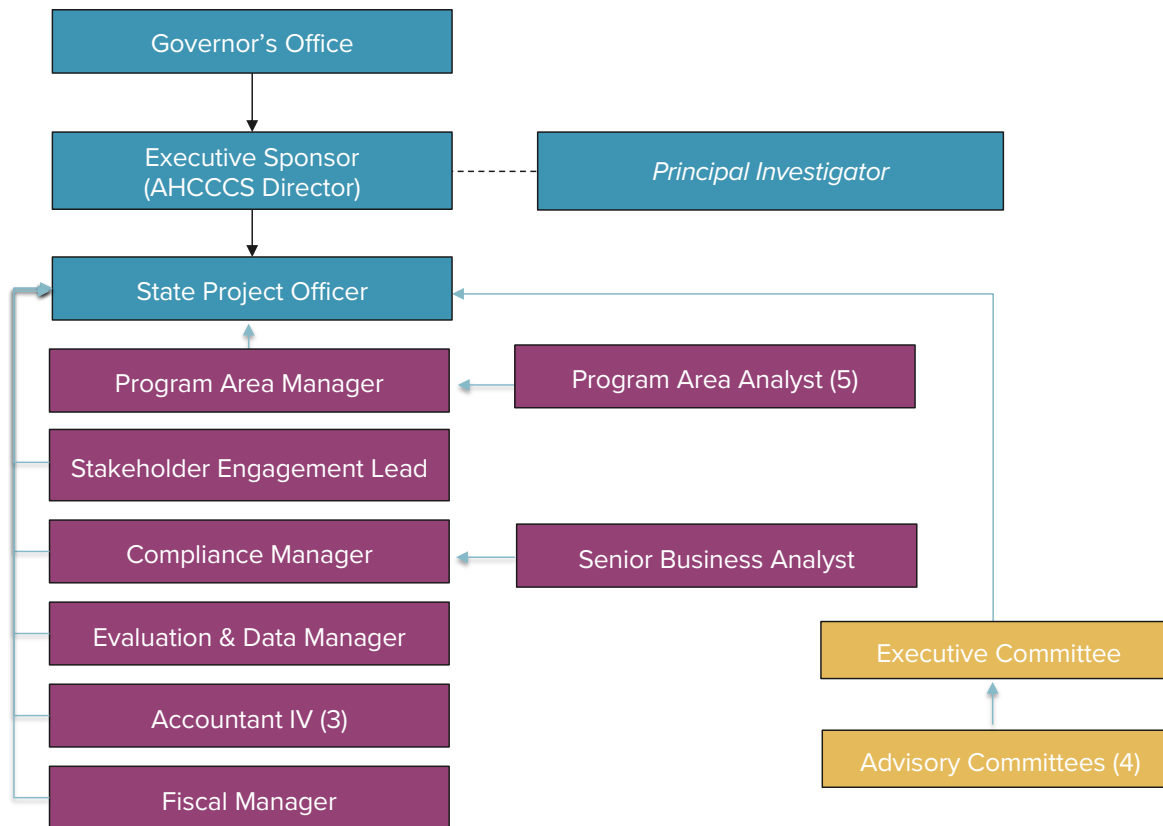 Governor’s Office
Executive Sponsor
(AHCCCS Director)
Principal Investigator
State Project Officer
Program Area Manager
Program Area Analyst (5)
Stakeholder Engagement Lead
Compliance Manager
Senior Business Analyst
Evaluation & Data Manager
Executive Committee
Accountant IV (3)
Advisory Committees (4)
Fiscal Manager